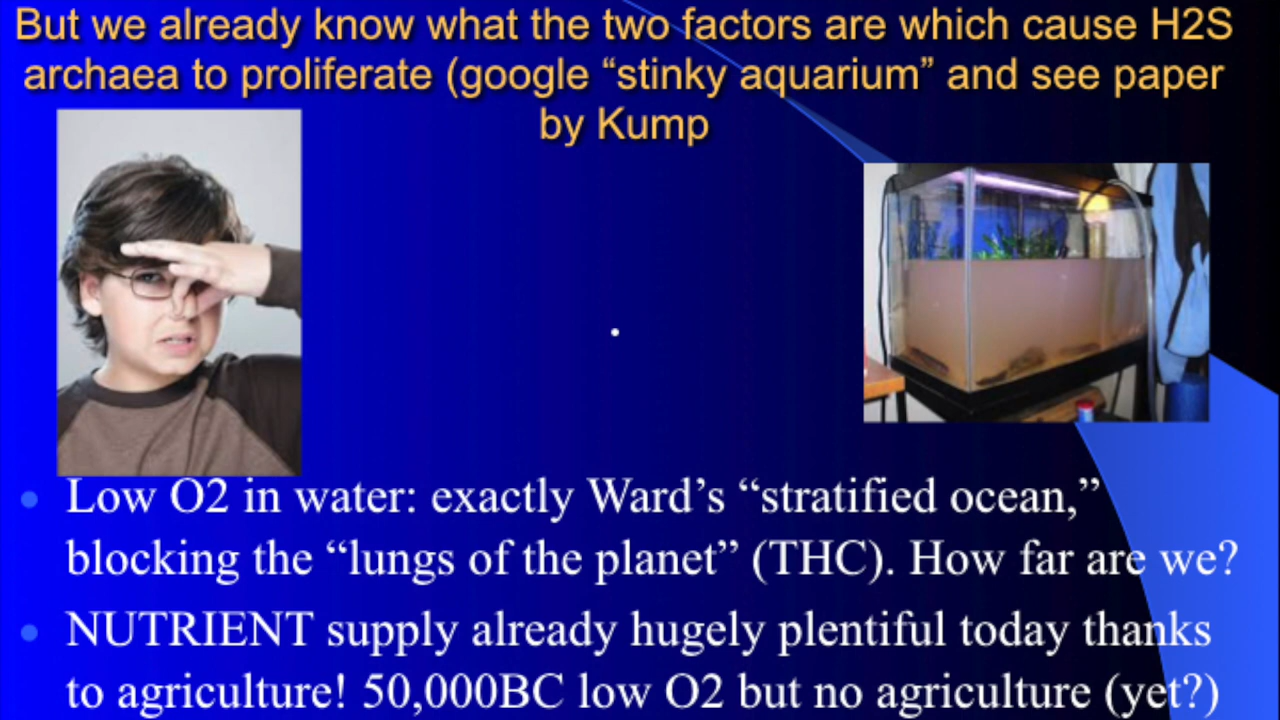 But we already know what the two factors are which cause H2S
archaea to proliferate (google “stinky aquarium” and see paper
by Kump
Low O2 in water: exactly Ward’s “stratified ocean,”
blocking the “lungs of the planet” (THC). How far are we?
NUTRIENT supply already hugely plentiful today thanks
to agriculture! 50,000BC low O2 but no agriculture (yet?)